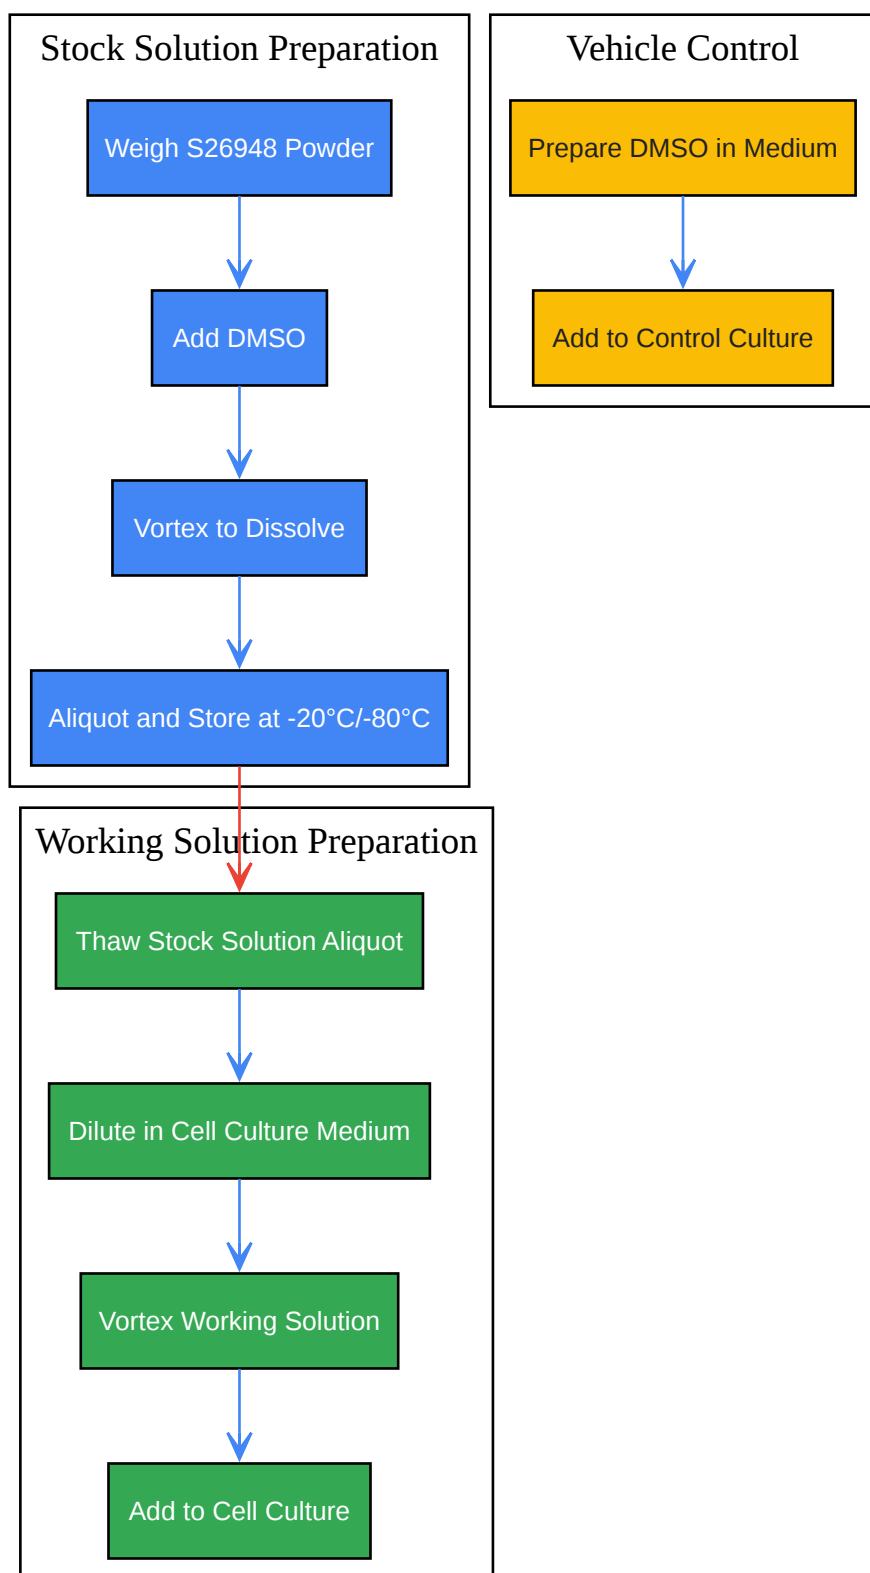 Stock Solution Preparation
Weigh S26948 Powder
Add DMSO
Vortex to Dissolve
Aliquot and Store at -20°C/-80°C
Vehicle Control
Prepare DMSO in Medium
Add to Control Culture
Working Solution Preparation
Thaw Stock Solution Aliquot
Dilute in Cell Culture Medium
Vortex Working Solution
Add to Cell Culture